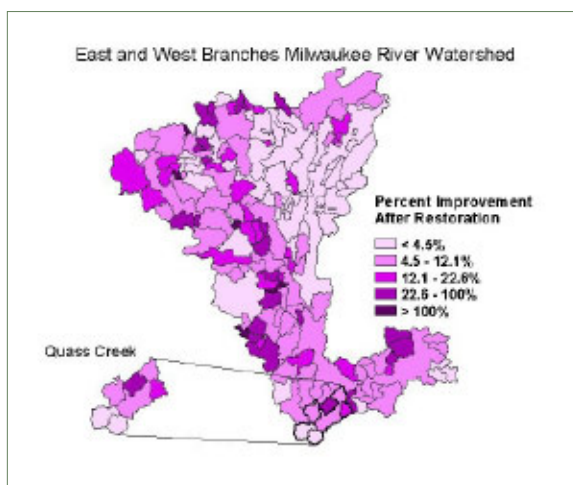 East and West Branches Milwaukee River Watershed
Percent Improvement
After Restoration
< 4.5%
4.5 - 12.1%
12.1 - 22.6%
22.6 - 100%
> 100%
Quass Creek